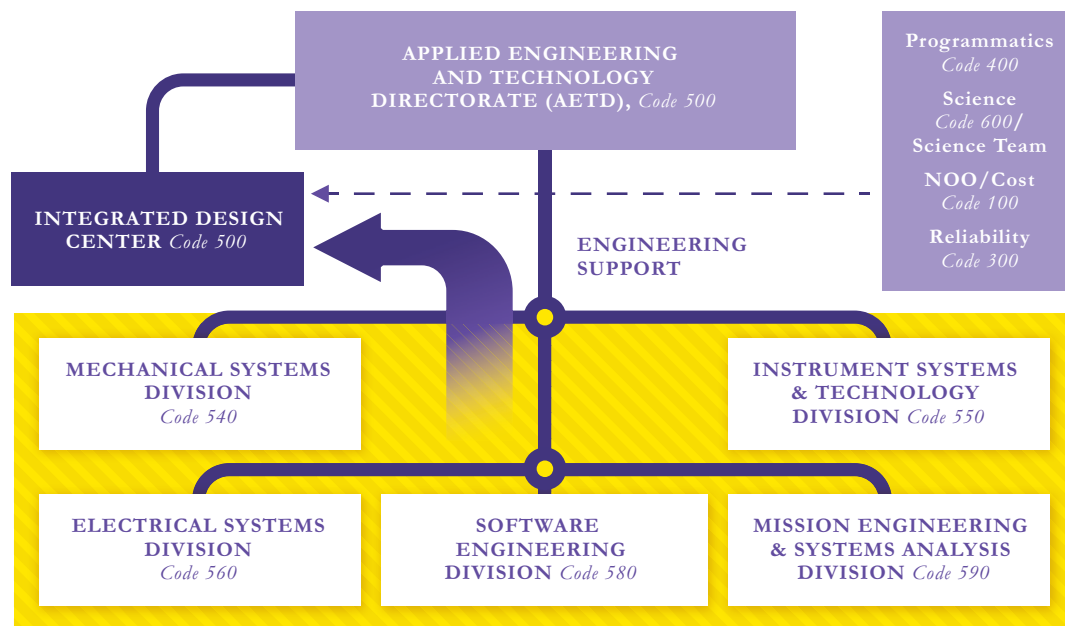 APPLIED ENGINEERING
AND TECHNOLOGY
DIRECTORATE (AETD), Code 500
Programmatics
Code 400
Science
Code 600/
Science Team
NOO/Cost
Code 100
Reliability
Code 300
INTEGRATED DESIGN
CENTER Code 500
ENGINEERING
SUPPORT
MECHANICAL SYSTEMS
DIVISION
Code 540
INSTRUMENT SYSTEMS
& TECHNOLOGY
DIVISION Code 550
ELECTRICAL SYSTEMS
DIVISION
Code 560
SOFTWARE
ENGINEERING
DIVISION Code 580
MISSION ENGINEERING
& SYSTEMS ANALYSIS
DIVISION Code 590